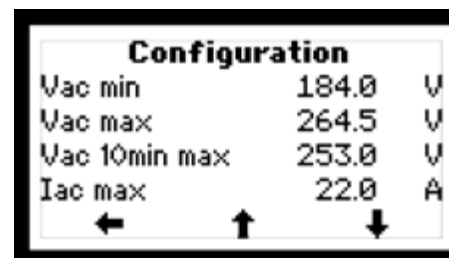 Configuration
Vac min 184.0 V
Vac max 264.5 V
Vac 10min max 253.0 V
Iac max 22.0 A